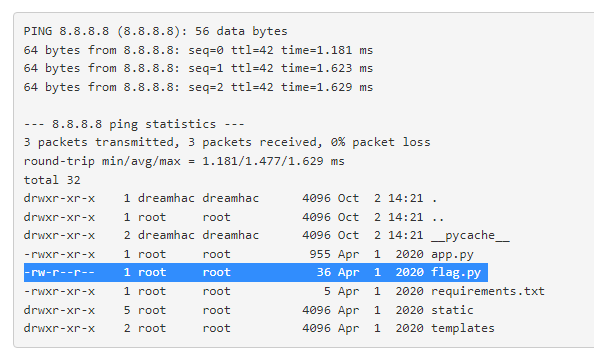 PING 8.8.8.8 (8.8.8.8): 56 data bytes
64 bytes from 8.8.8.8: seq=0 ttl=42 time=1.181 ms
64 bytes from 8.8.8.8: seq=1 ttl=42 time=1.623 ms
64 bytes from 8.8.8.8: seq=2 ttl=42 time=1.629 ms

--- 8.8.8.8 ping statistics ---
3 packets transmitted, 3 packets received, 0% packet loss
round-trip min/avg/max = 1.181/1.477/1.629 ms
total 32
drwxr-xr-x    1 dreamhac dreamhac      4096 Oct  2 14:21 .
drwxr-xr-x    1 root     root          4096 Oct  2 14:21 ..
drwxr-xr-x    2 dreamhac dreamhac      4096 Oct  2 14:21 __pycache__
-rwxr-xr-x    1 root     root           955 Apr  1  2020 app.py
-rw-r--r--    1 root     root            36 Apr  1  2020 flag.py
-rwxr-xr-x    1 root     root             5 Apr  1  2020 requirements.txt
drwxr-xr-x    5 root     root          4096 Apr  1  2020 static
drwxr-xr-x    2 root     root          4096 Apr  1  2020 templates